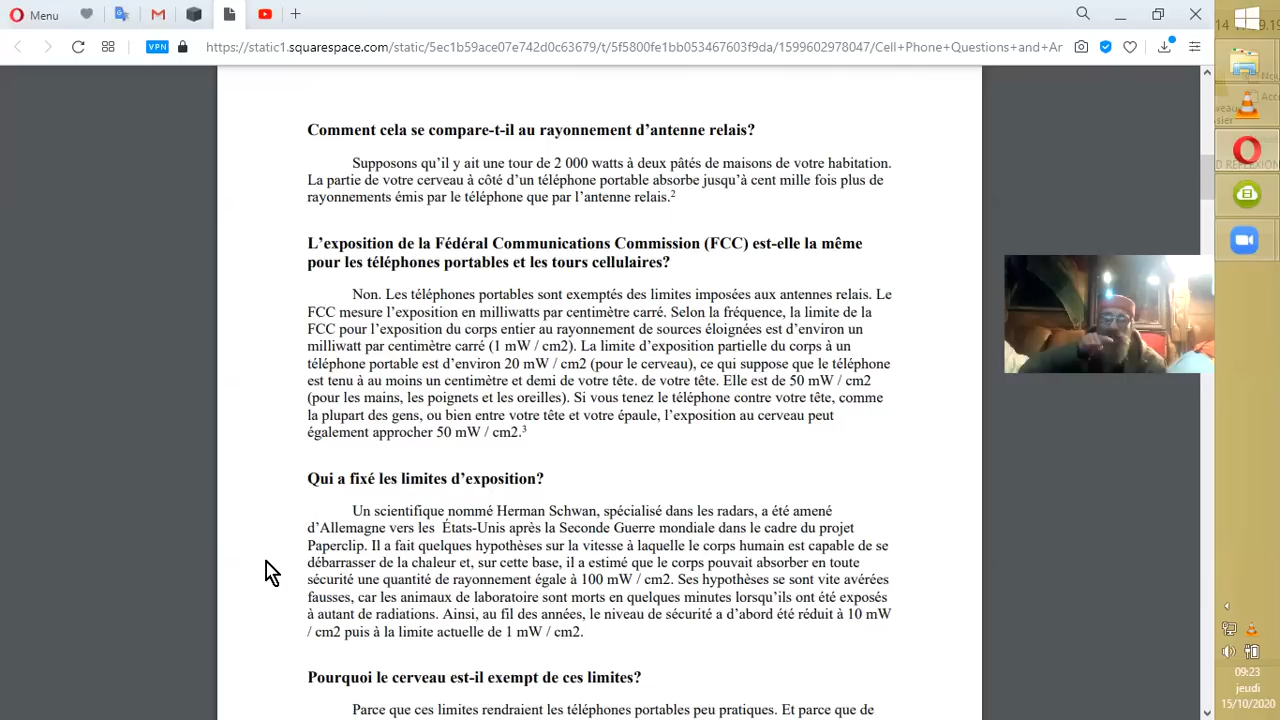 Menu
VPN
https://static1.squarespace.com/static/5ec1b59aceb7e742d0c63679/t/5f5800fe1bb053467603f9da/1599602978047/Cell+Phone+Questions+and+Ar
Comment cela se compare-t-il au rayonnement d'antenne relais?
Supposons qu'il y ait une tour de 2 000 watts à deux pâtés de maisons de votre habitation.
La partie de votre cerveau à côté d'un téléphone portable absorbe jusqu'à cent mille fois plus de
rayonnements émis par le téléphone que par l'antenne relais.2
L'exposition de la Fédéral Communications Commission (FCC) est-elle la même
pour les téléphones portables et les tours cellulaires?
Non. Les téléphones portables sont exemptés des limites imposées aux antennes relais. Le
FCC mesure l'exposition en milliwatts par centimètre carré. Selon la fréquence, la limite de la
FCC pour l'exposition du corps entier au rayonnement de sources éloignées est d'environ un
milliwatt par centimètre carré (1 mW / cm2). La limite d'exposition partielle du corps à un
téléphone portable est d'environ 20 mW / cm2 (pour le cerveau), ce qui suppose que le téléphone
est tenu à au moins un centimètre et demi de votre tête. de votre tête. Elle est de 50 mW / cm2
(pour les mains, les poignets et les oreilles). Si vous tenez le téléphone contre votre tête, comme
la plupart des gens, ou bien entre votre tête et votre épaule, l'exposition au cerveau peut
également approcher 50 mW / cm2.3
Qui a fixé les limites d'exposition?
Un scientifique nommé Herman Schwan, spécialisé dans les radars, a été amené
d'Allemagne vers les États-Unis après la Seconde Guerre mondiale dans le cadre du projet
Paperclip. Il a fait quelques hypothèses sur la vitesse à laquelle le corps humain est capable de se
débarrasser de la chaleur et, sur cette base, il a estimé que le corps pouvait absorber en toute
sécurité une quantité de rayonnement égale à 100 mW / cm2. Ses hypothèses se sont vite avérées
fausses, car les animaux de laboratoire sont morts en quelques minutes lorsqu'ils ont été exposés
à autant de radiations. Ainsi, au fil des années, le niveau de sécurité a d'abord été réduit à 10 mW
/ cm2 puis à la limite actuelle de 1 mW / cm2.
Pourquoi le cerveau est-il exempt de ces limites?
Parce que ces limites rendraient les téléphones portables peu pratiques. Et parce que de
09:23
jeudi
15/10/2020